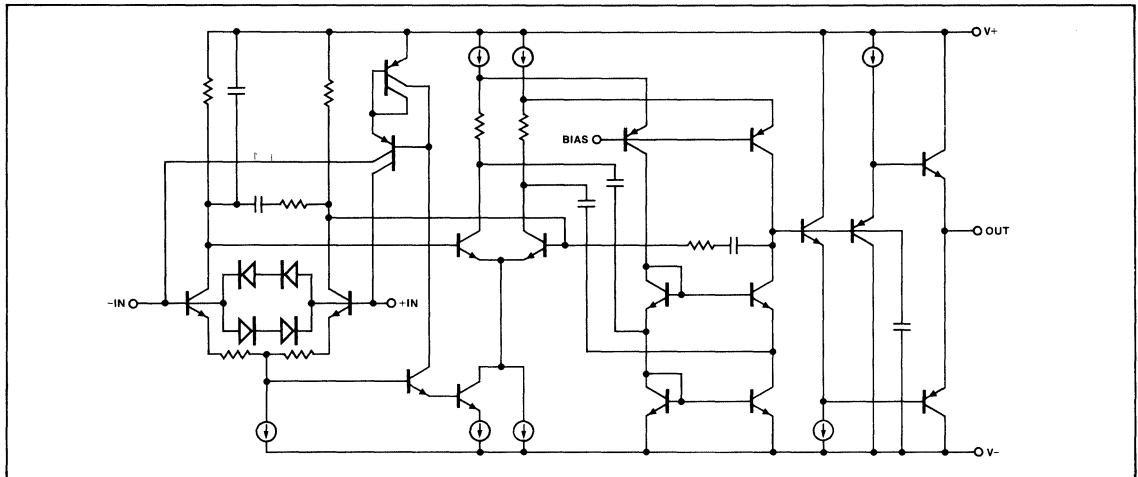 V+
BIAS
OUT
-IN
+IN
V-